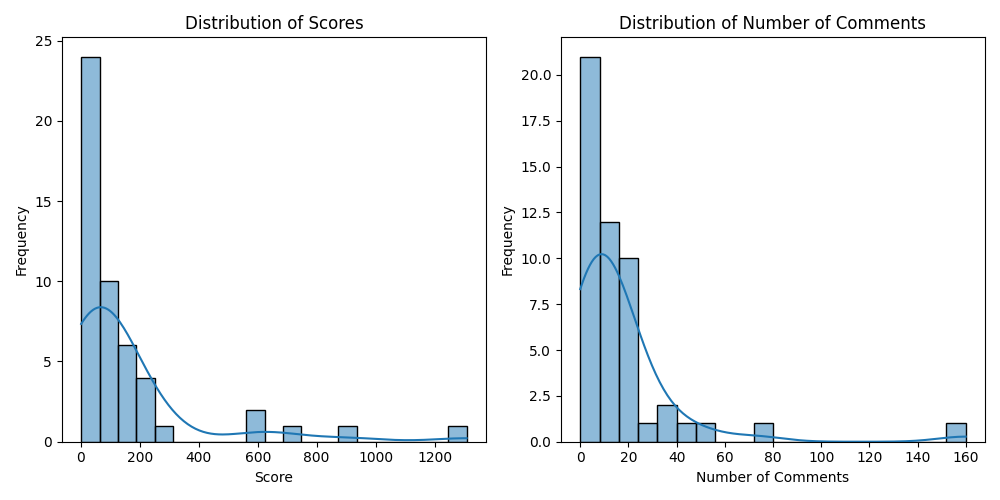 Distribution of Scores
Frequency
25
20
15
10
5
0
0 200 400 600 800 1000 1200
Score
Distribution of Number of Comments
Frequency
20.0
17.5
15.0
12.5
10.0
7.5
5.0
2.5
0.0
0 20 40 60 80 100 120 140 160
Number of Comments